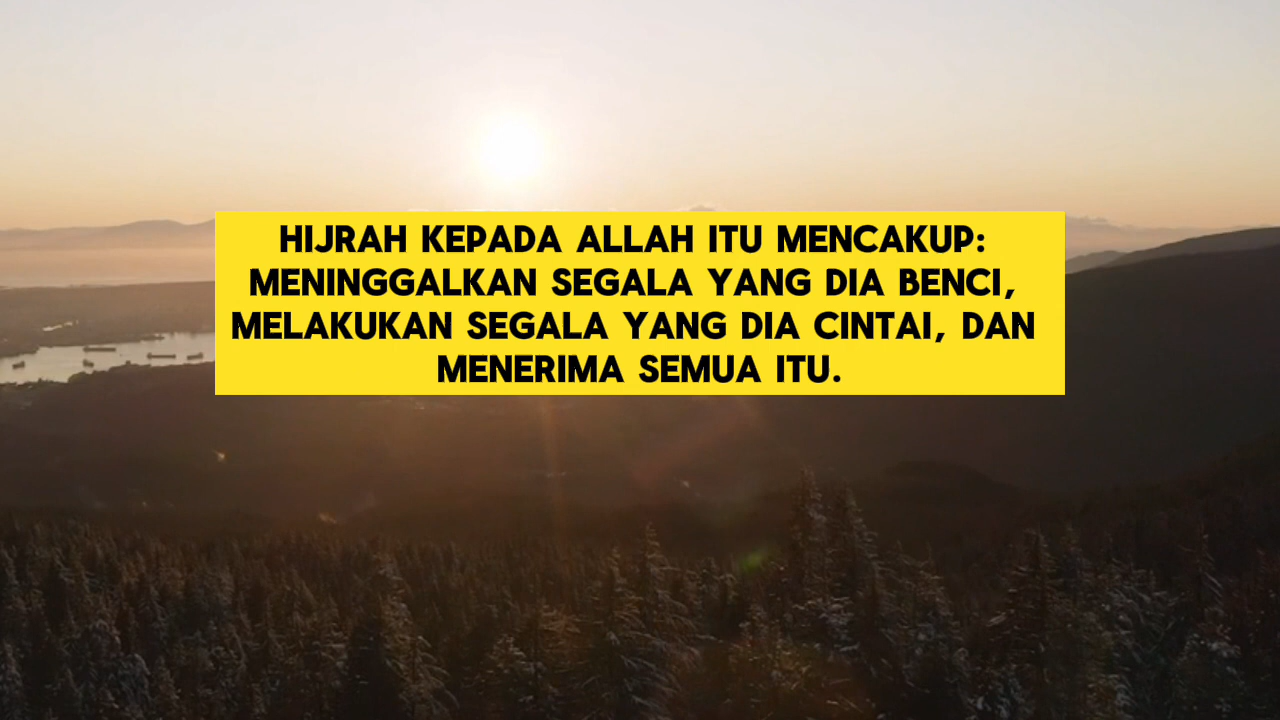 HIJRAH KEPADA ALLAH ITU MENCAKUP:
MENINGGALKAN SEGALA YANG DIA BENCI,
MELAKUKAN SEGALA YANG DIA CINTAI, DAN
MENERIMA SEMUA ITU.